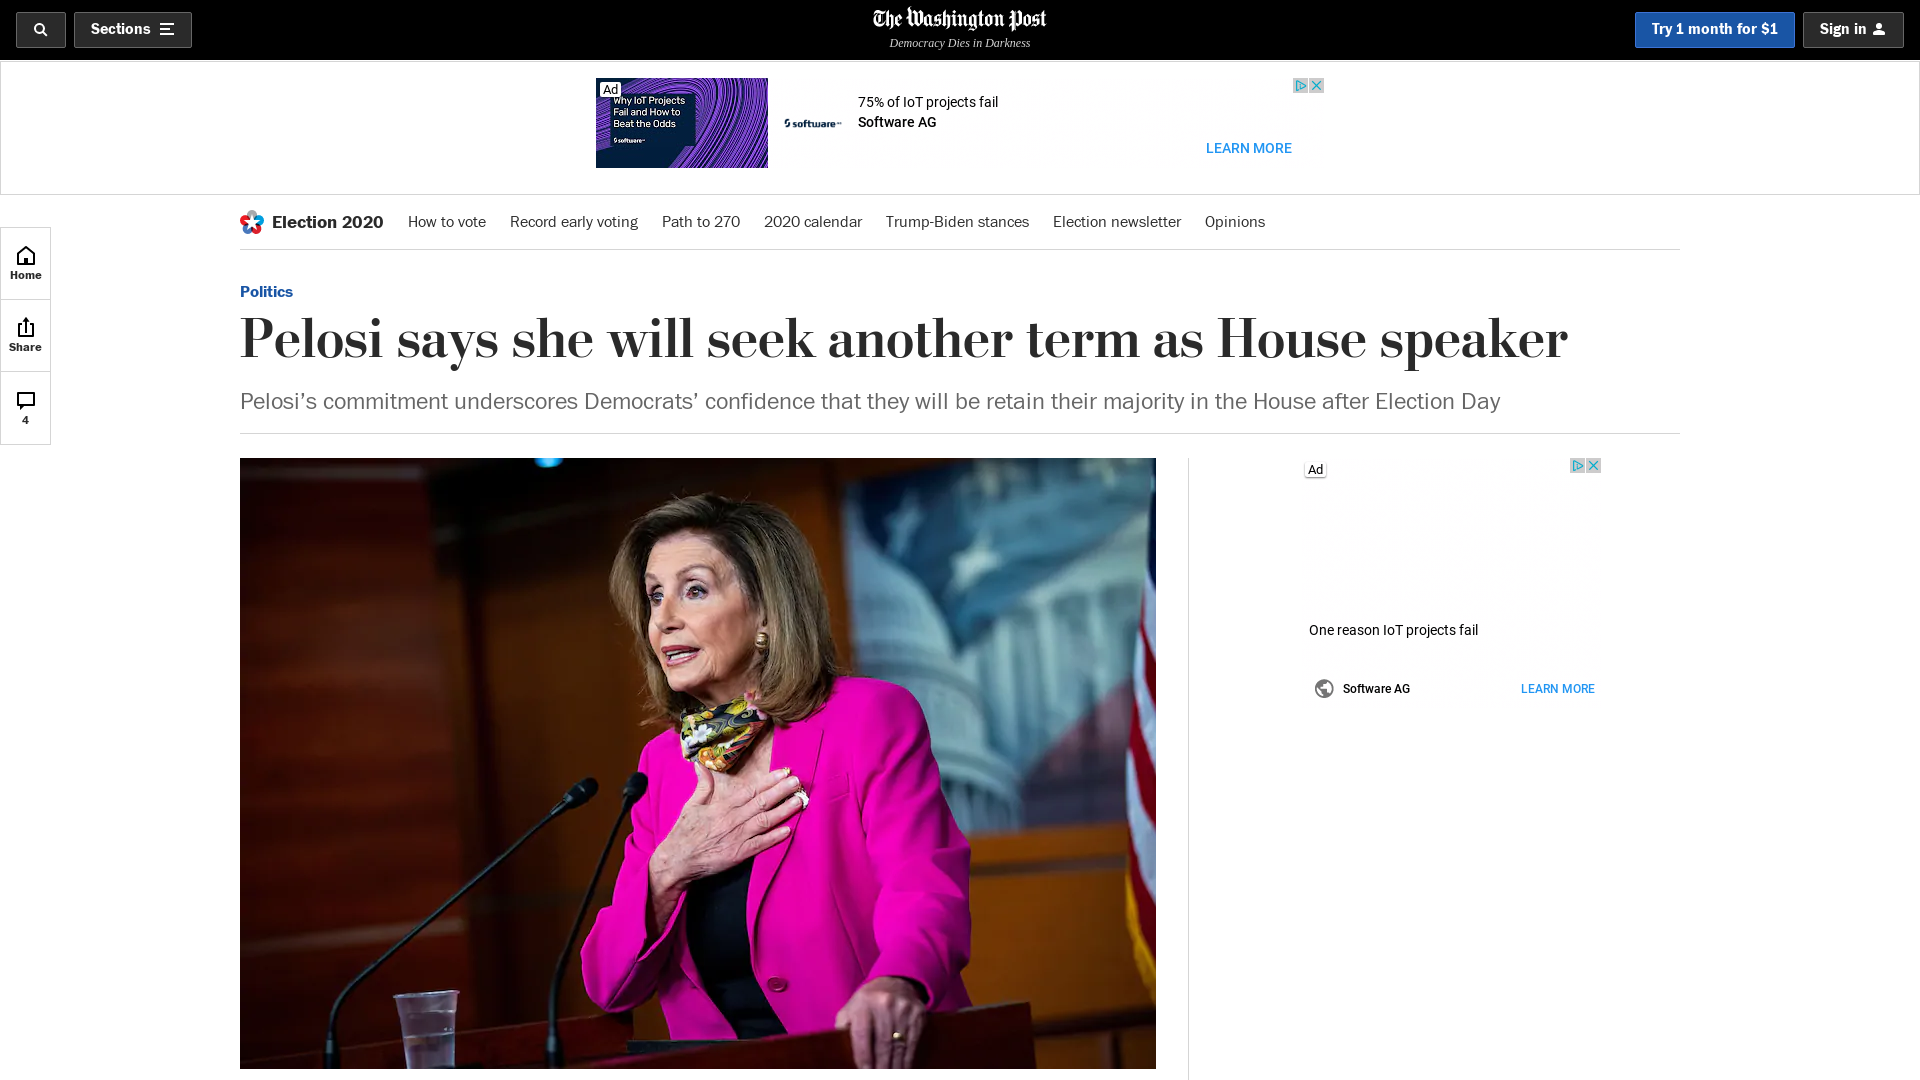 Sections
The Washington Post
Democracy Dies in Darkness
Try 1 month for $1
Sign in
Ad
Why IoT Projects
Fail and How to
Beat the Odds
software AG
software AG
75% of IoT projects fail
Software AG
LEARN MORE
Election 2020
How to vote
Record early voting
Path to 270
2020 calendar
Trump-Biden stances
Election newsletter
Opinions
Home
Share
4
Politics
Pelosi says she will seek another term as House speaker
Pelosi’s commitment underscores Democrats’ confidence that they will be retain their majority in the House after Election Day
Ad
One reason IoT projects fail
Software AG
LEARN MORE